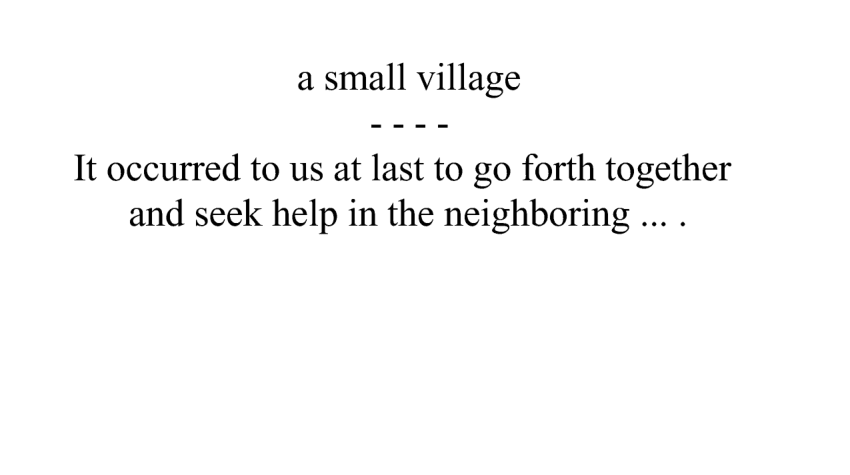 a small village
- - - -
It occurred to us at last to go forth together
and seek help in the neighboring ... .